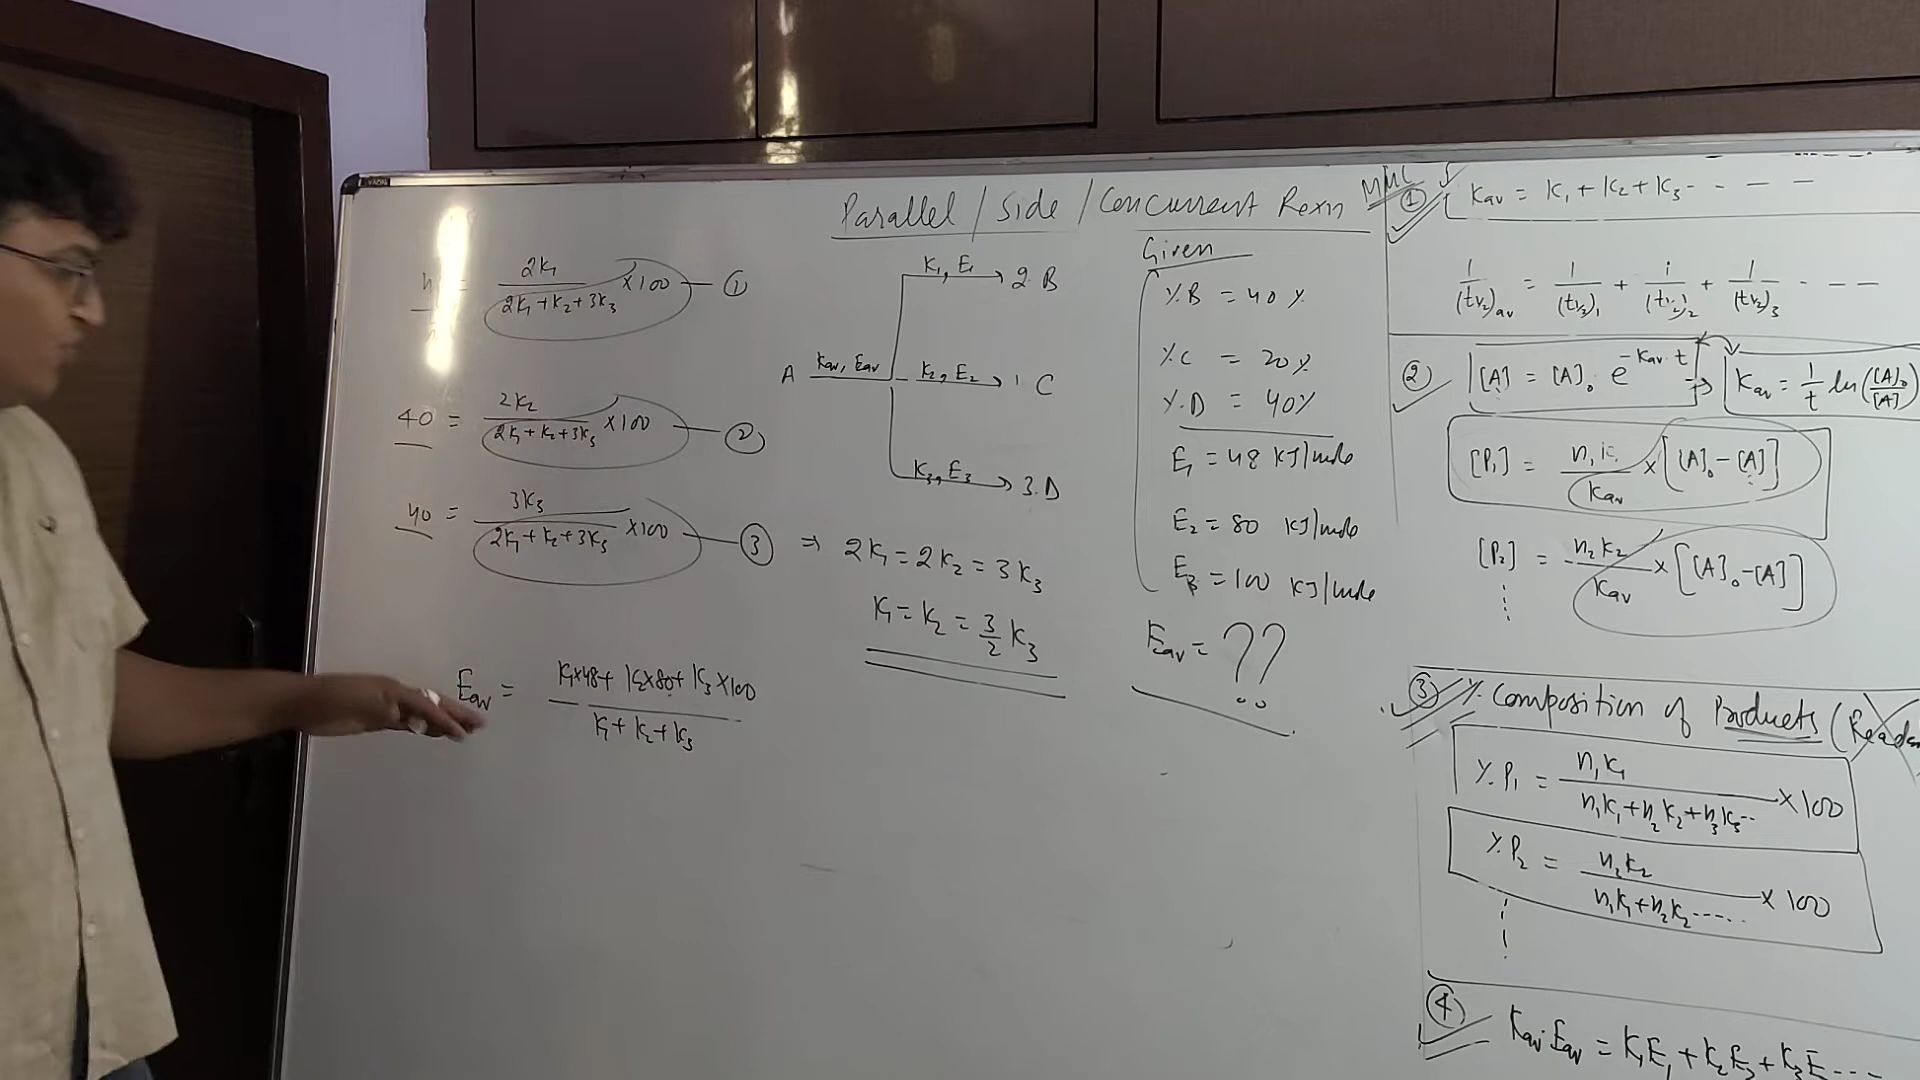 Parallel / Side / Concurrent Rexn
= 2K₁ / (2K₁ + K₂ + 3K₃) × 100 — ①
40 = 2K₂ / (2K₁ + K₂ + 3K₃) × 100 — ②
40 = 3K₃ / (2K₁ + K₂ + 3K₃) × 100 — ③
⇒ 2K₁ = 2K₂ = 3K₃
K₁ = K₂ = 3/2 K₃
Eav = (K₁×48 + K₂×80 + K₃×100) / (K₁ + K₂ + K₃)
A Kav, Eav
K₁, E₁ → 2 B
K₂, E₂ → 1 C
K₃, E₃ → 3 D
Given
%B = 40%
%C = 20%
%D = 40%
E₁ = 48 KJ/mole
E₂ = 80 KJ/mole
E₃ = 100 KJ/mole
Eav = ??
① Kav = K₁ + K₂ + K₃ - - - -
1/(t½)av = 1/(t½)₁ + 1/(t½)₂ + 1/(t½)₃ - - - -
② [A] = [A]₀ e^(-Kav t) → Kav = 1/t ln([A]₀/[A])
[P₁] = n₁K₁/Kav × [[A]₀ - [A]]
[P₂] = n₂K₂/Kav × [[A]₀ - [A]]
③ % Composition of Products
%P₁ = n₁K₁ / (n₁K₁ + n₂K₂ + n₃K₃..) × 100
%P₂ = n₂K₂ / (n₁K₁ + n₂K₂ .....) × 100
④ Kav·Eav = K₁E₁ + K₂E₂ + K₃E - - -